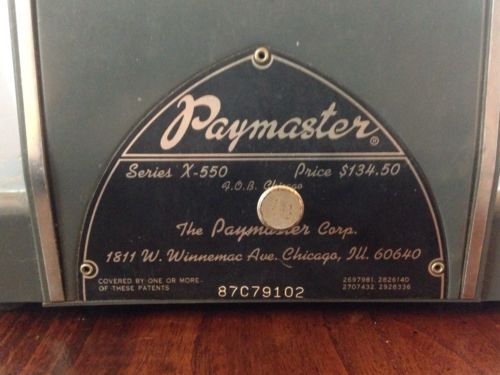 Paymaster®
Series X-550 Price $134.50
F.O.B. Chicago
The Paymaster Corp.
1811 W. Winnemac Ave. Chicago, Ill. 60640
COVERED BY ONE OR MORE
OF THESE PATENTS
87C79102
2697981, 2826140
2707432, 2928336